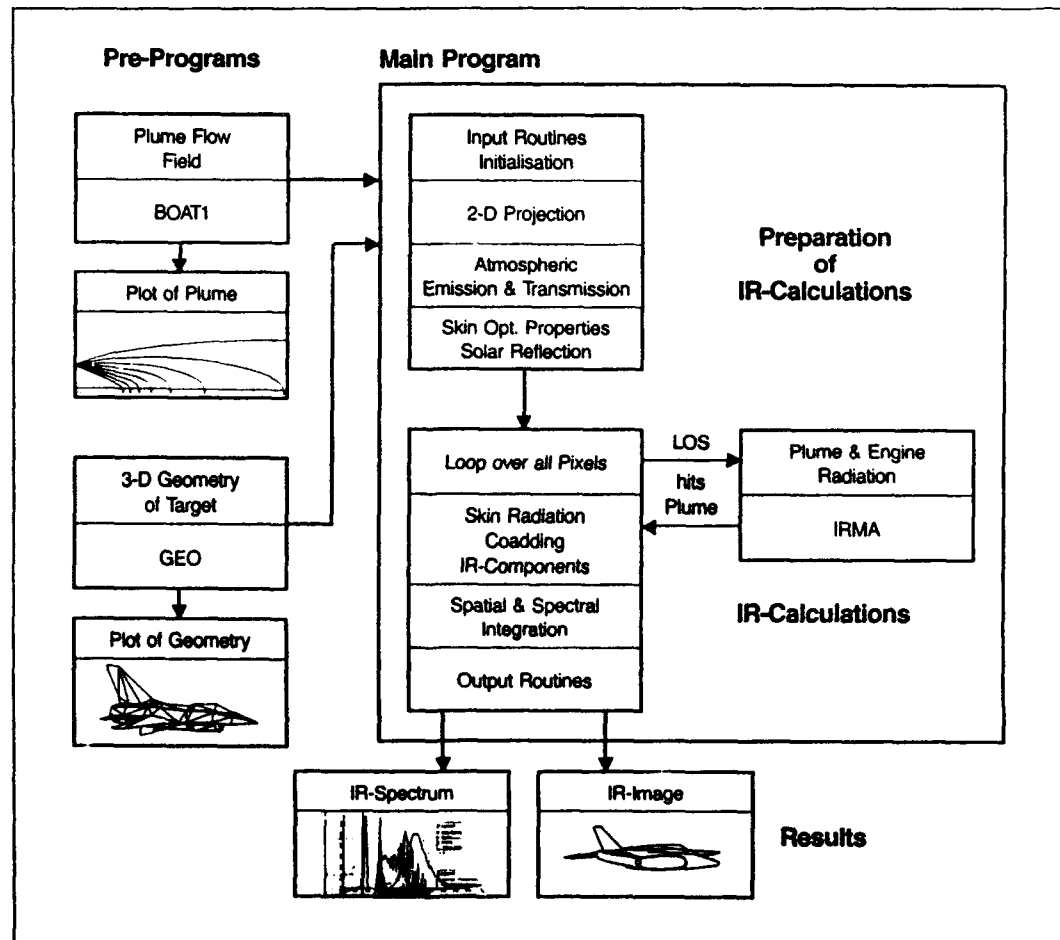 Pre-Programs
Main Program
Plume Flow
Field
BOAT1
Plot of Plume
3-D Geometry
of Target
GEO
Plot of Geometry
Input Routines
Initialisation
2-D Projection
Atmospheric
Emission & Transmission
Skin Opt. Properties
Solar Reflection
Preparation
of
IR-Calculations
Loop over all Pixels
Skin Radiation
Coadding
IR-Components
Spatial & Spectral
Integration
Output Routines
LOS
hits
Plume
Plume & Engine
Radiation
IRMA
IR-Calculations
IR-Spectrum
IR-Image
Results